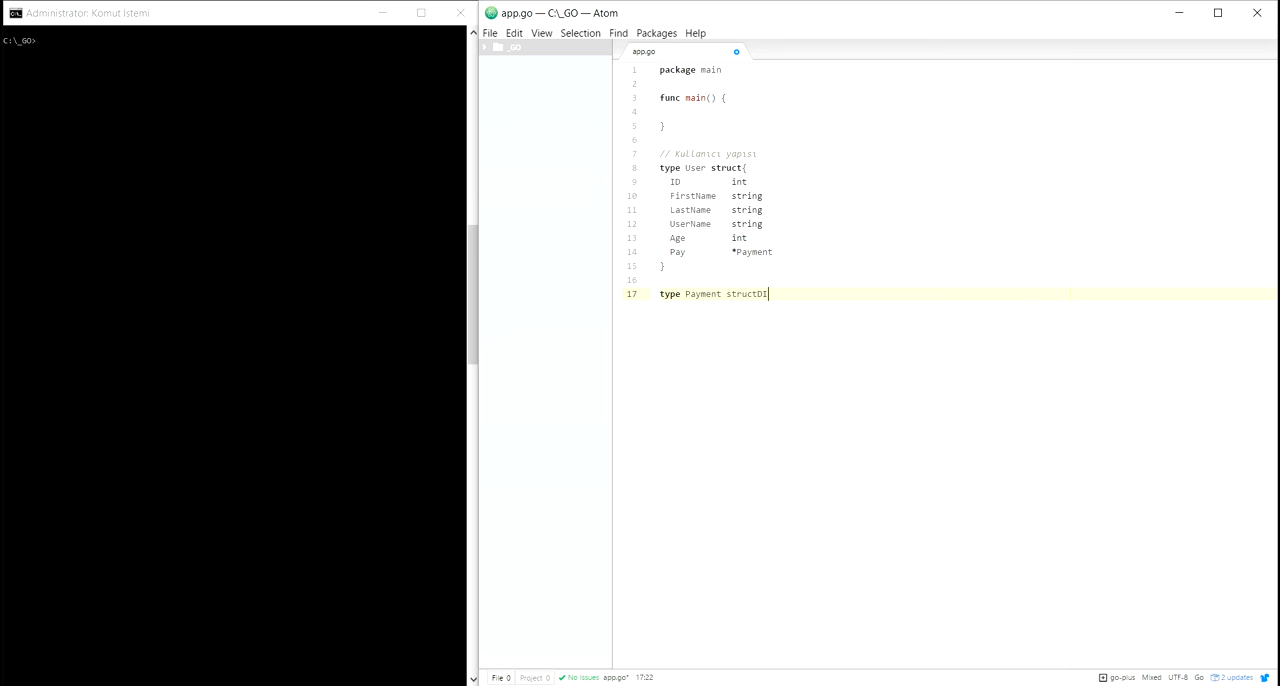 Administrator: Komut İstemi
C:\_GO>
app.go — C:\_GO — Atom
File Edit View Selection Find Packages Help
_GO
app.go
1 package main
2
3 func main() {
4
5 }
6
7 // Kullanıcı yapısı
8 type User struct{
9 ID int
10 FirstName string
11 LastName string
12 UserName string
13 Age int
14 Pay *Payment
15 }
16
17 type Payment structDI
File 0 Project 0 No Issues app.go* 17:22 go-plus Mixed UTF-8 Go 2 updates